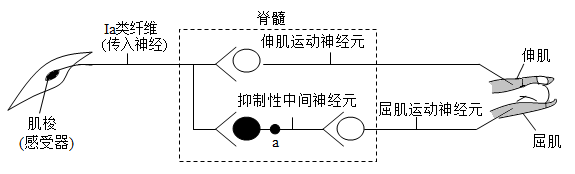 脊髓
Ia类纤维
(传入神经)
伸肌运动神经元
伸肌
抑制性中间神经元
屈肌运动神经元
肌梭
(感受器)
a
屈肌